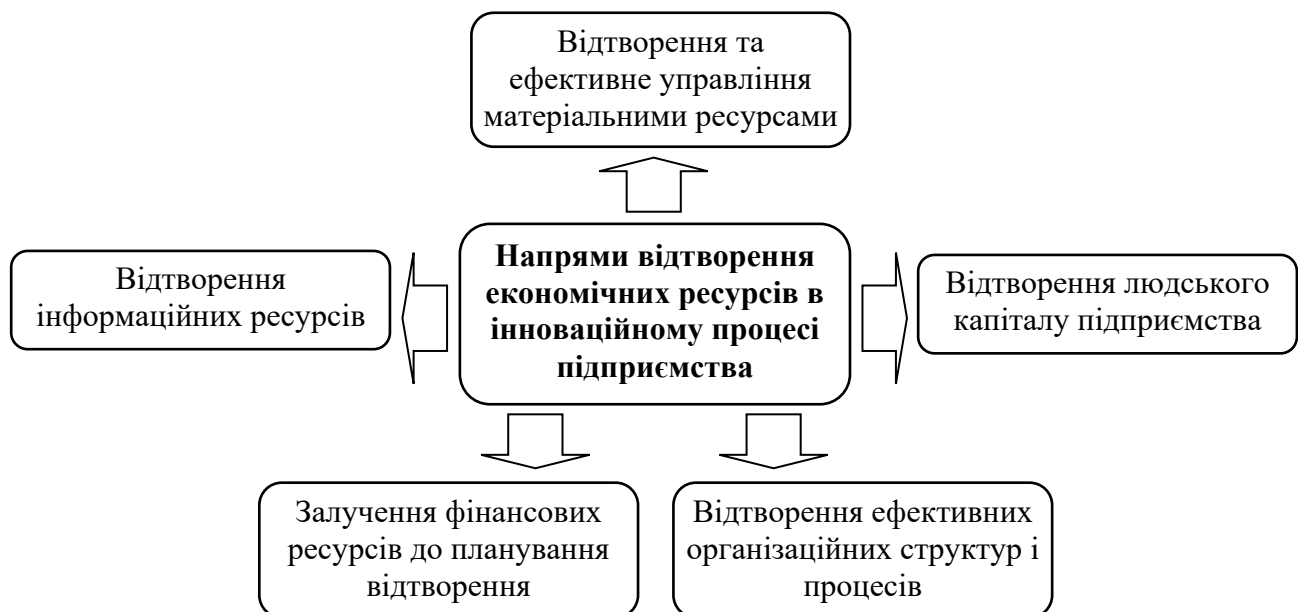 Відтворення та
ефективне управління
матеріальними ресурсами
Відтворення
інформаційних ресурсів
Напрями відтворення
економічних ресурсів в
інноваційному процесі
підприємства
Відтворення людського
капіталу підприємства
Залучення фінансових
ресурсів до планування
відтворення
Відтворення ефективних
організаційних структур і
процесів